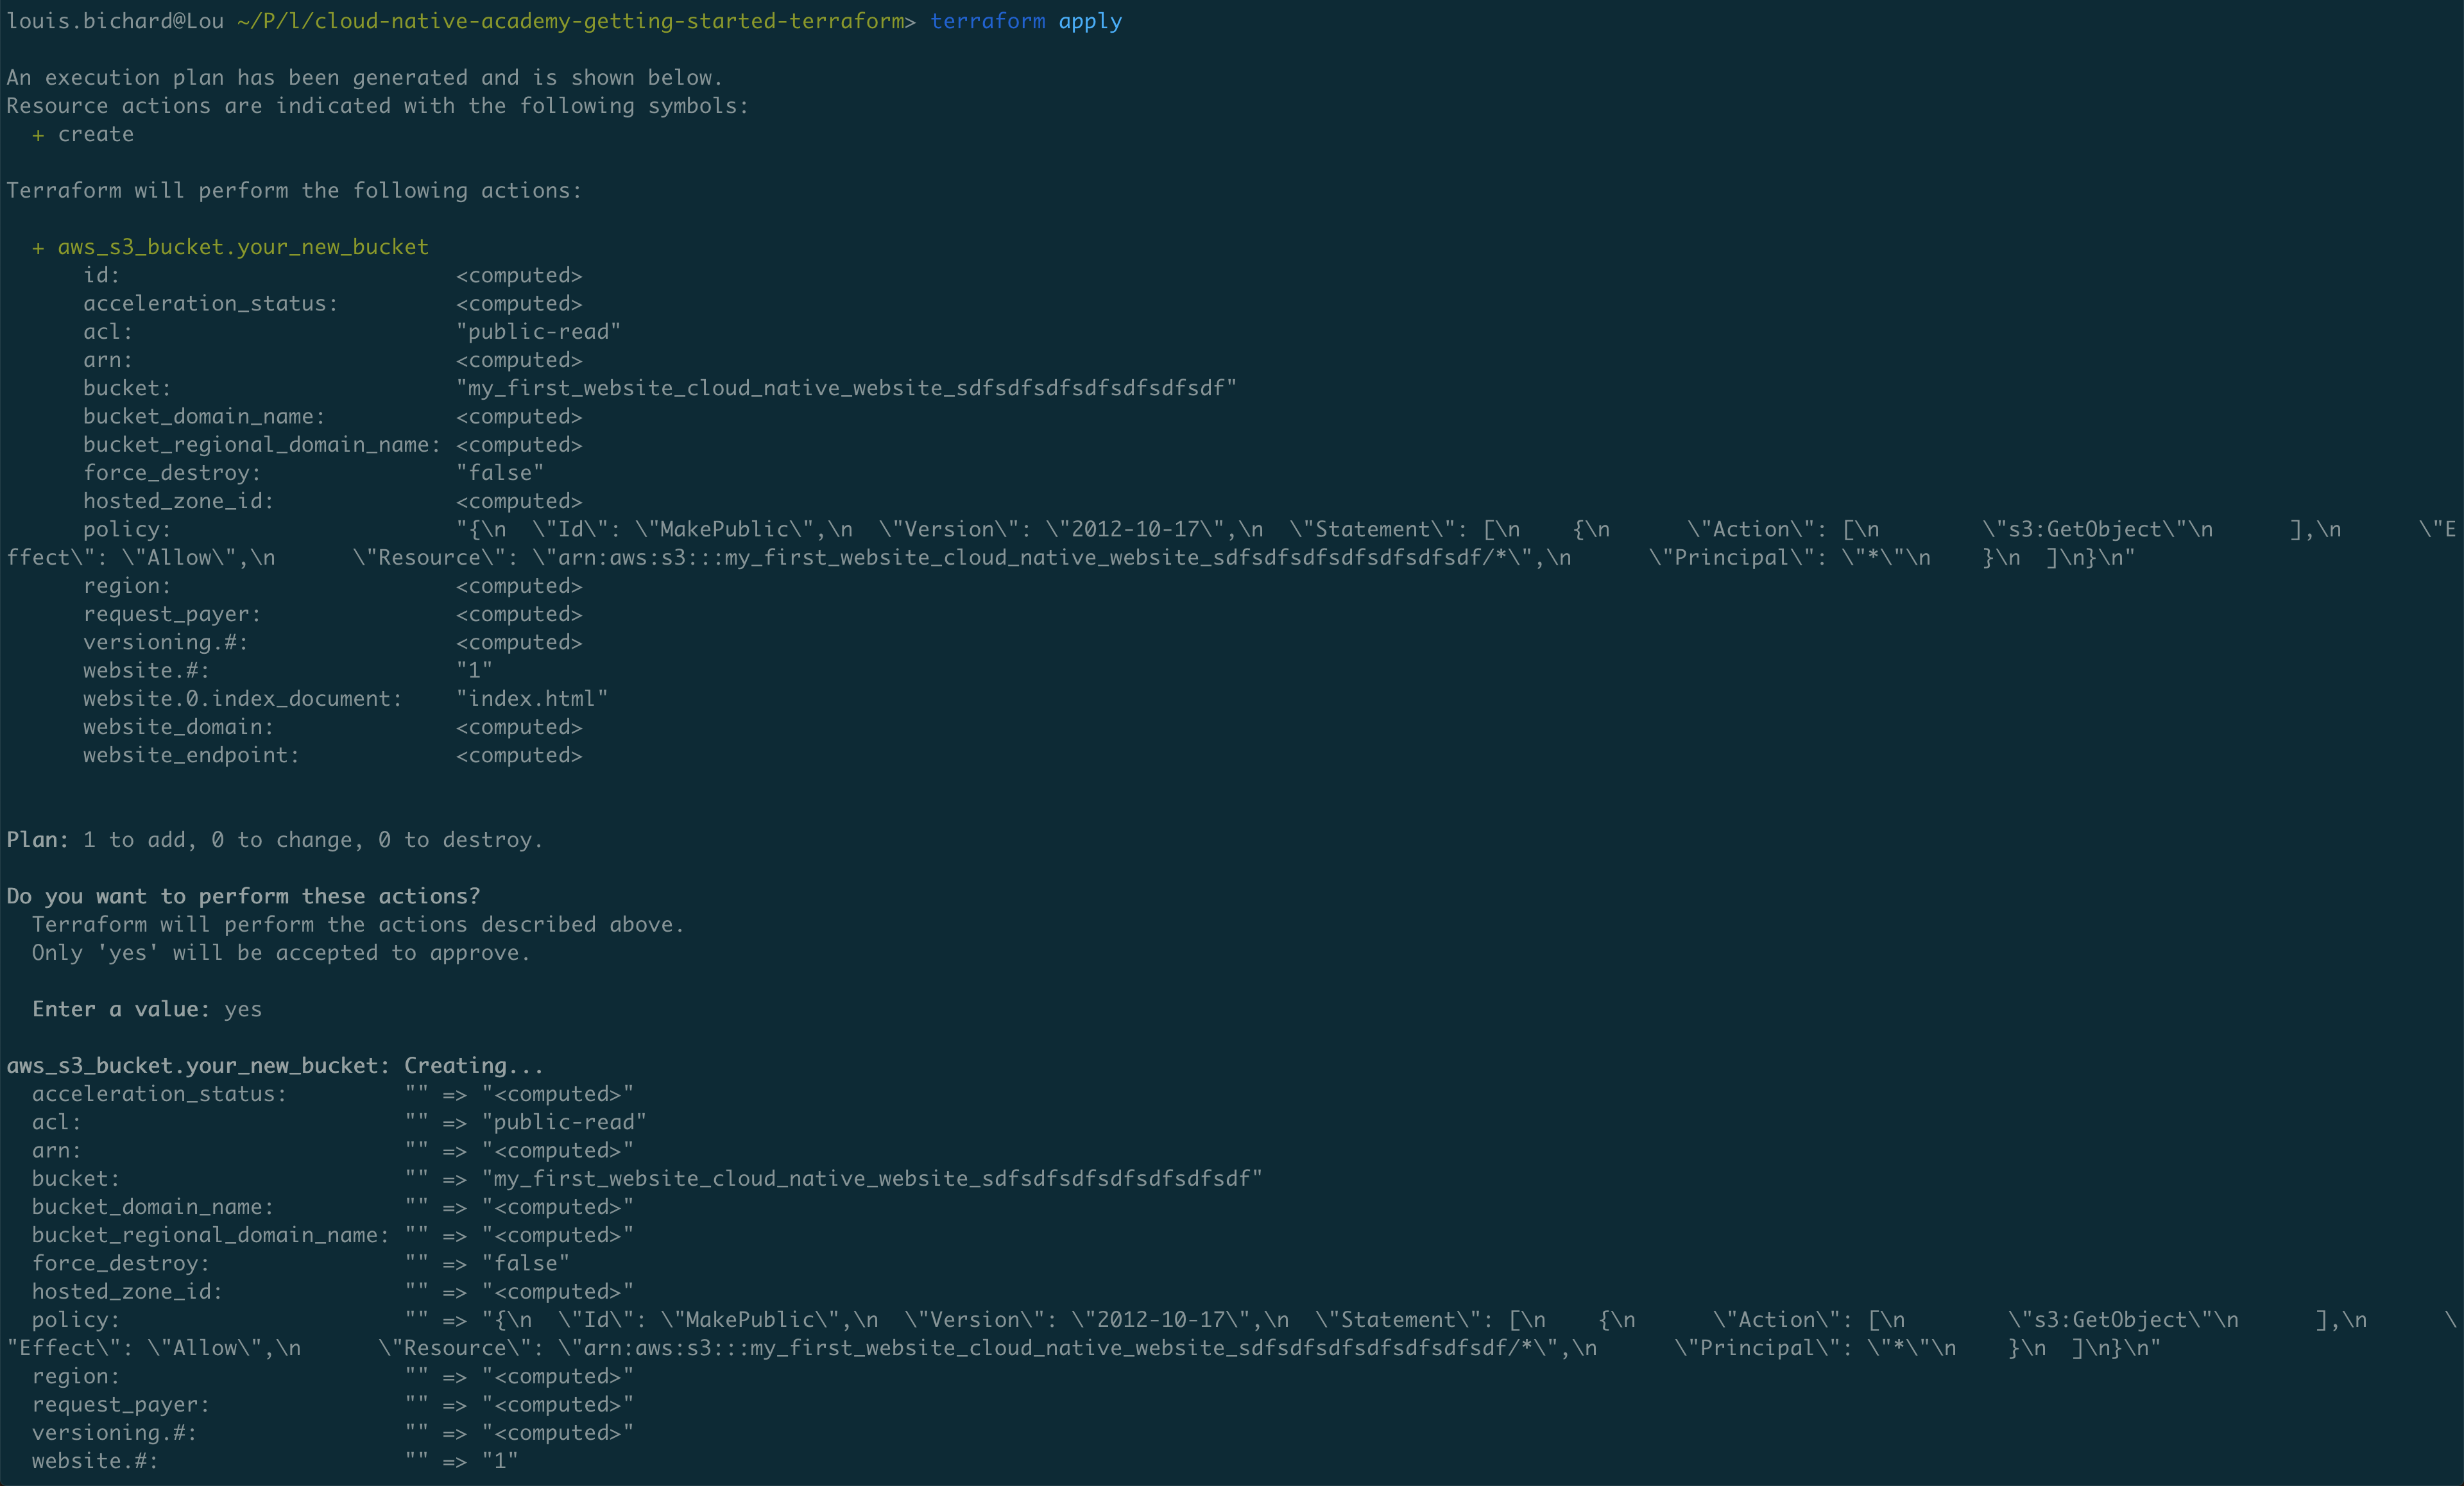 louis.bichard@Lou ~/P/l/cloud-native-academy-getting-started-terraform> terraform apply

An execution plan has been generated and is shown below.
Resource actions are indicated with the following symbols:
  + create

Terraform will perform the following actions:

  + aws_s3_bucket.your_new_bucket
      id:                          <computed>
      acceleration_status:         <computed>
      acl:                         "public-read"
      arn:                         <computed>
      bucket:                      "my_first_website_cloud_native_website_sdfsdfsdfsdfsdfsdfsdf"
      bucket_domain_name:          <computed>
      bucket_regional_domain_name: <computed>
      force_destroy:               "false"
      hosted_zone_id:              <computed>
      policy:                      "{\n  \"Id\": \"MakePublic\",\n  \"Version\": \"2012-10-17\",\n  \"Statement\": [\n    {\n      \"Action\": [\n        \"s3:GetObject\"\n      ],\n      \"E
ffect\": \"Allow\",\n      \"Resource\": \"arn:aws:s3:::my_first_website_cloud_native_website_sdfsdfsdfsdfsdfsdfsdf/*\",\n      \"Principal\": \"*\"\n    }\n  ]\n}\n"
      region:                      <computed>
      request_payer:               <computed>
      versioning.#:                <computed>
      website.#:                   "1"
      website.0.index_document:    "index.html"
      website_domain:              <computed>
      website_endpoint:            <computed>

Plan: 1 to add, 0 to change, 0 to destroy.

Do you want to perform these actions?
  Terraform will perform the actions described above.
  Only 'yes' will be accepted to approve.

  Enter a value: yes

aws_s3_bucket.your_new_bucket: Creating...
  acceleration_status:         "" => "<computed>"
  acl:                         "" => "public-read"
  arn:                         "" => "<computed>"
  bucket:                      "" => "my_first_website_cloud_native_website_sdfsdfsdfsdfsdfsdfsdf"
  bucket_domain_name:          "" => "<computed>"
  bucket_regional_domain_name: "" => "<computed>"
  force_destroy:               "" => "false"
  hosted_zone_id:              "" => "<computed>"
  policy:                      "" => "{\n  \"Id\": \"MakePublic\",\n  \"Version\": \"2012-10-17\",\n  \"Statement\": [\n    {\n      \"Action\": [\n        \"s3:GetObject\"\n      ],\n      \
"Effect\": \"Allow\",\n      \"Resource\": \"arn:aws:s3:::my_first_website_cloud_native_website_sdfsdfsdfsdfsdfsdfsdf/*\",\n      \"Principal\": \"*\"\n    }\n  ]\n}\n"
  region:                      "" => "<computed>"
  request_payer:               "" => "<computed>"
  versioning.#:                "" => "<computed>"
  website.#:                   "" => "1"